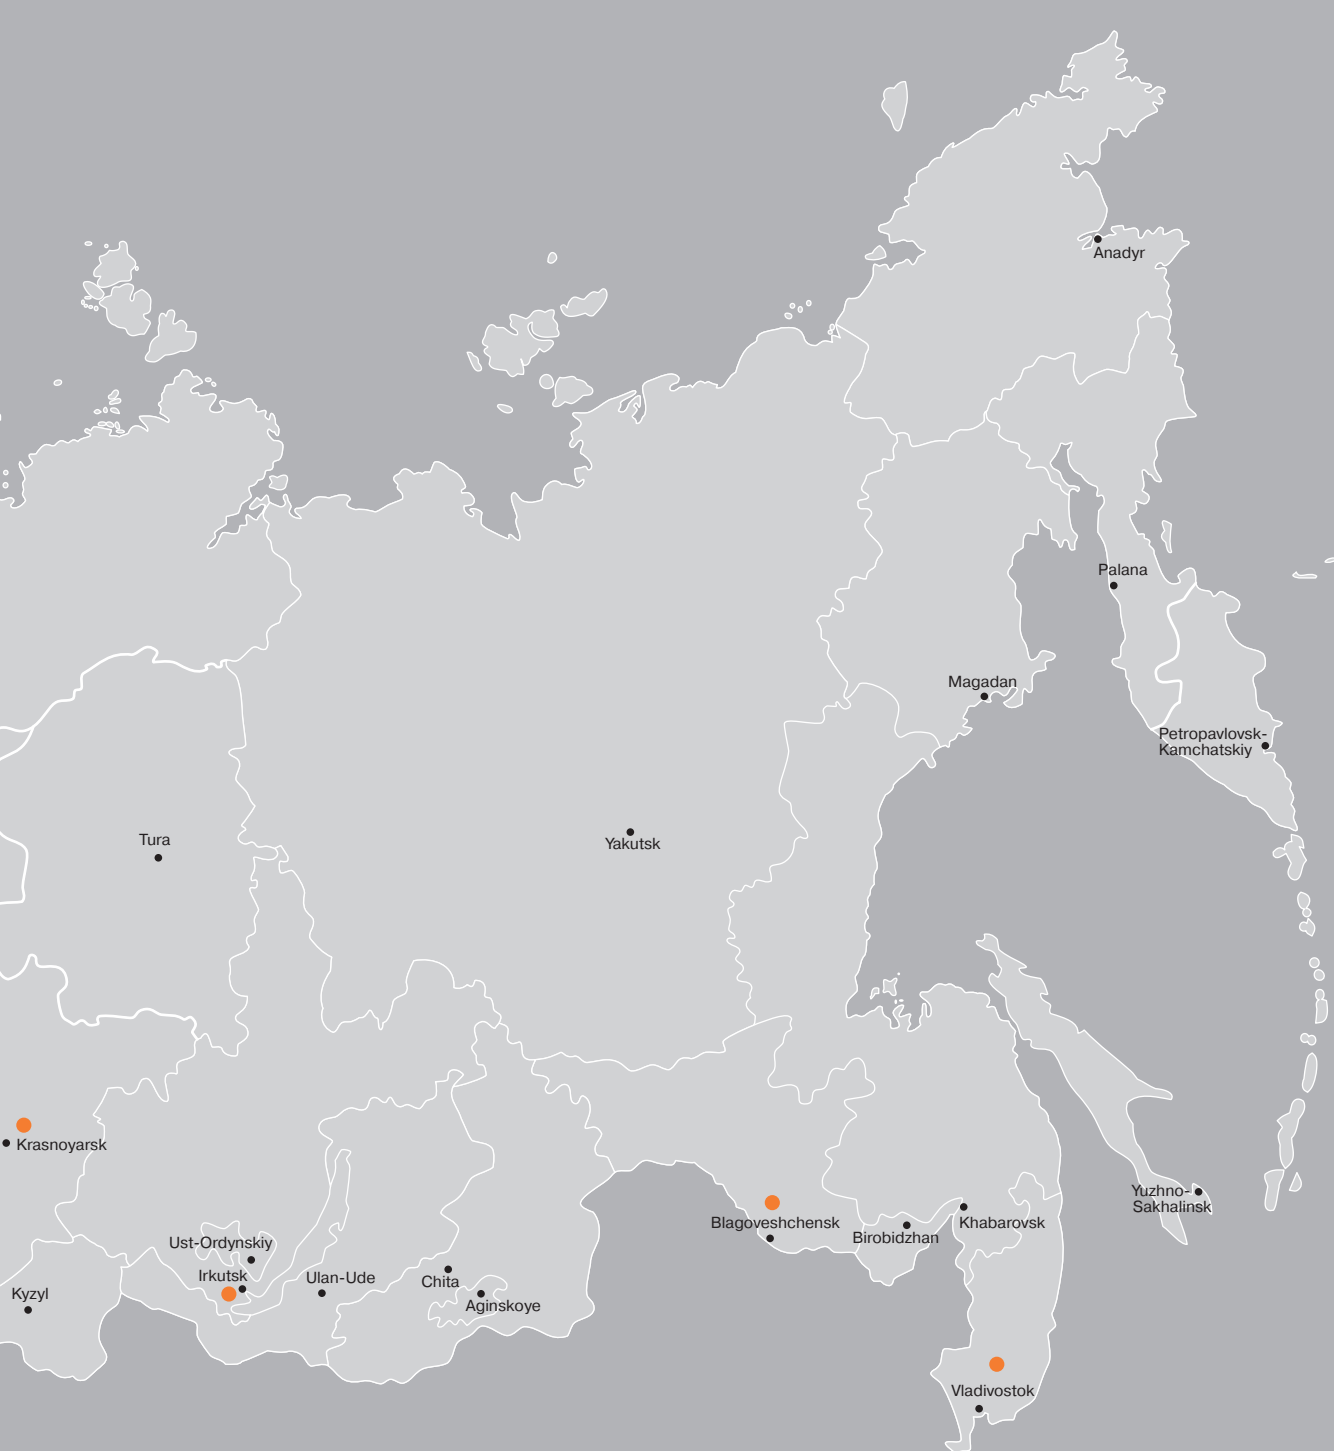 Anadyr
Palana
Magadan
Petropavlovsk-
Kamchatskiy
Tura
Yakutsk
Krasnoyarsk
Yuzhno-
Sakhalinsk
Blagoveshchensk
Khabarovsk
Birobidzhan
Ust-Ordynskiy
Irkutsk
Ulan-Ude
Chita
Kyzyl
Aginskoye
Vladivostok